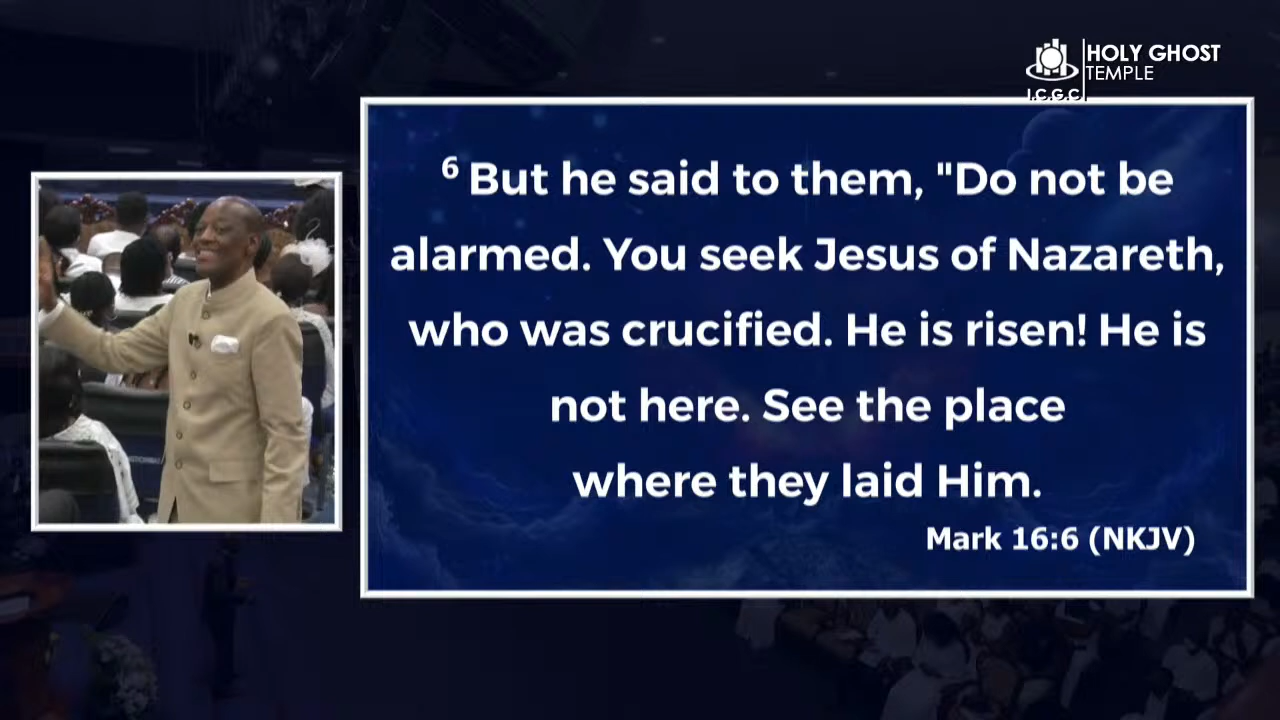 HOLY GHOST
TEMPLE
I.C.G.C
6 But he said to them, "Do not be
alarmed. You seek Jesus of Nazareth,
who was crucified. He is risen! He is
not here. See the place
where they laid Him.
Mark 16:6 (NKJV)